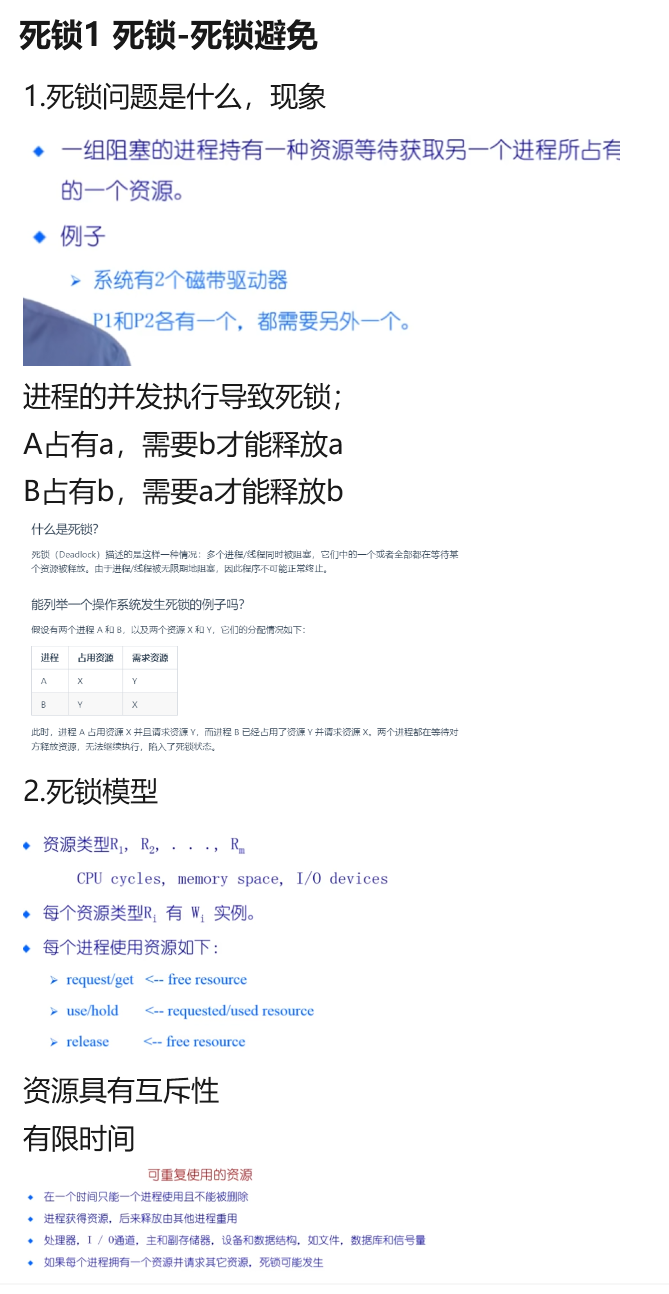 死锁1 死锁-死锁避免
1.死锁问题是什么，现象
一组阻塞的进程持有一种资源等待获取另一个进程所占有
的一个资源。
例子
系统有2个磁带驱动器
P1和P2各有一个，都需要另外一个。
进程的并发执行导致死锁；
A占有a，需要b才能释放a
B占有b，需要a才能释放b
什么是死锁?
死锁（Deadlock）描述的是这样一种情况：多个进程/线程同时被阻塞，它们中的一个或者全部都在等待某
个资源被释放。由于进程/线程被无限期地阻塞，因此程序不可能正常终止。
能列举一个操作系统发生死锁的例子吗?
假设有两个进程 A 和 B，以及两个资源 X 和 Y，它们的分配情况如下：
进程 占用资源 需求资源
A X Y
B Y X
此时，进程 A 占用资源 X 并且请求资源 Y，而进程 B 已经占用了资源 Y 并请求资源 X。两个进程都在等待对
方释放资源，无法继续执行，陷入了死锁状态。
2.死锁模型
资源类型R1, R2, . . ., Rm
CPU cycles, memory space, I/O devices
每个资源类型Ri 有 Wi 实例。
每个进程使用资源如下：
request/get <-- free resource
use/hold <-- requested/used resource
release <-- free resource
资源具有互斥性
有限时间
可重复使用的资源
在一个时间只能一个进程使用且不能被删除
进程获得资源，后来释放由其他进程重用
处理器，I / O通道，主和副存储器，设备和数据结构，如文件，数据库和信号量
如果每个进程拥有一个资源并请求其它资源，死锁可能发生